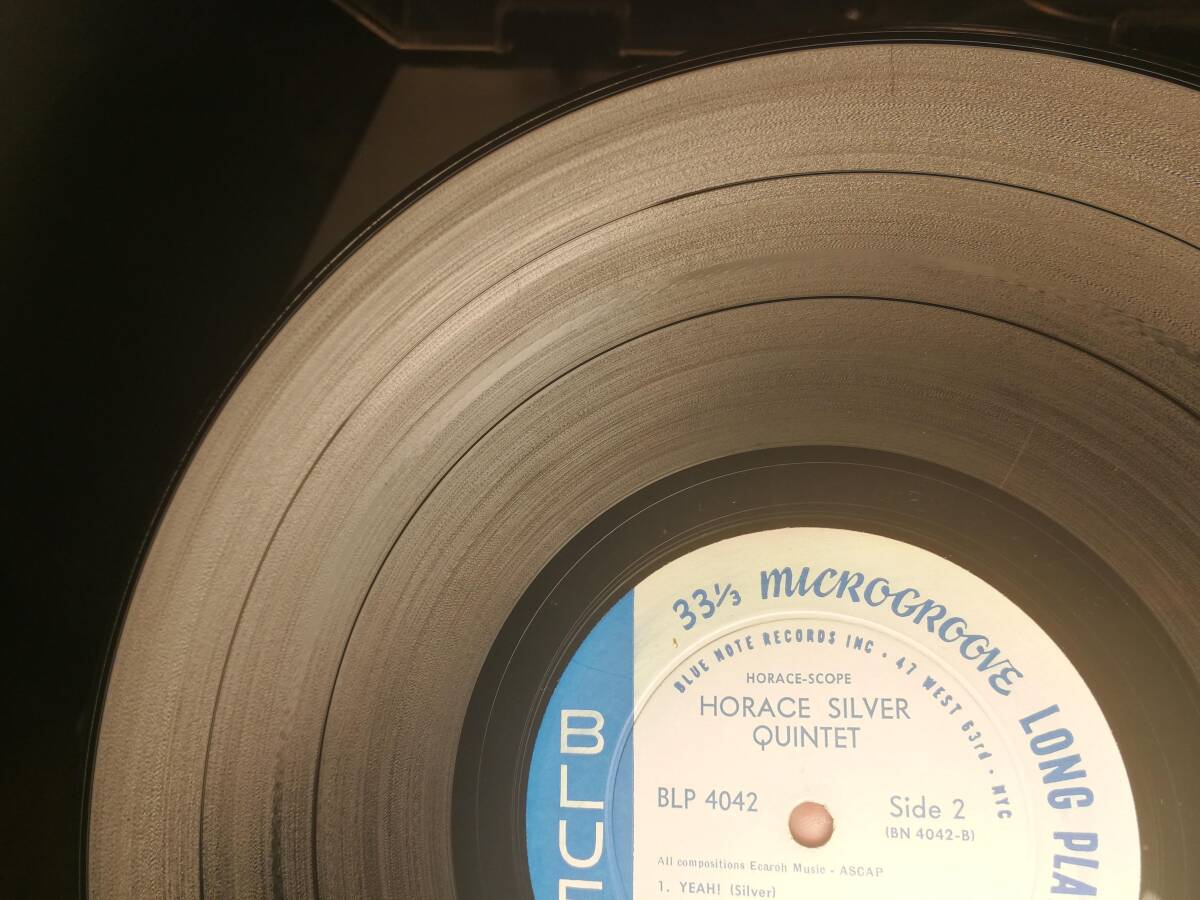 33⅓ MICROGROOVE LONG PLA
BLUE NOTE RECORDS INC • 47 WEST 63rd • NYC
HORACE-SCOPE
HORACE SILVER
QUINTET
BLP 4042
Side 2
(BN 4042-B)
All compositions Ecaroh Music - ASCAP
1. YEAH! (Silver)
BLUE